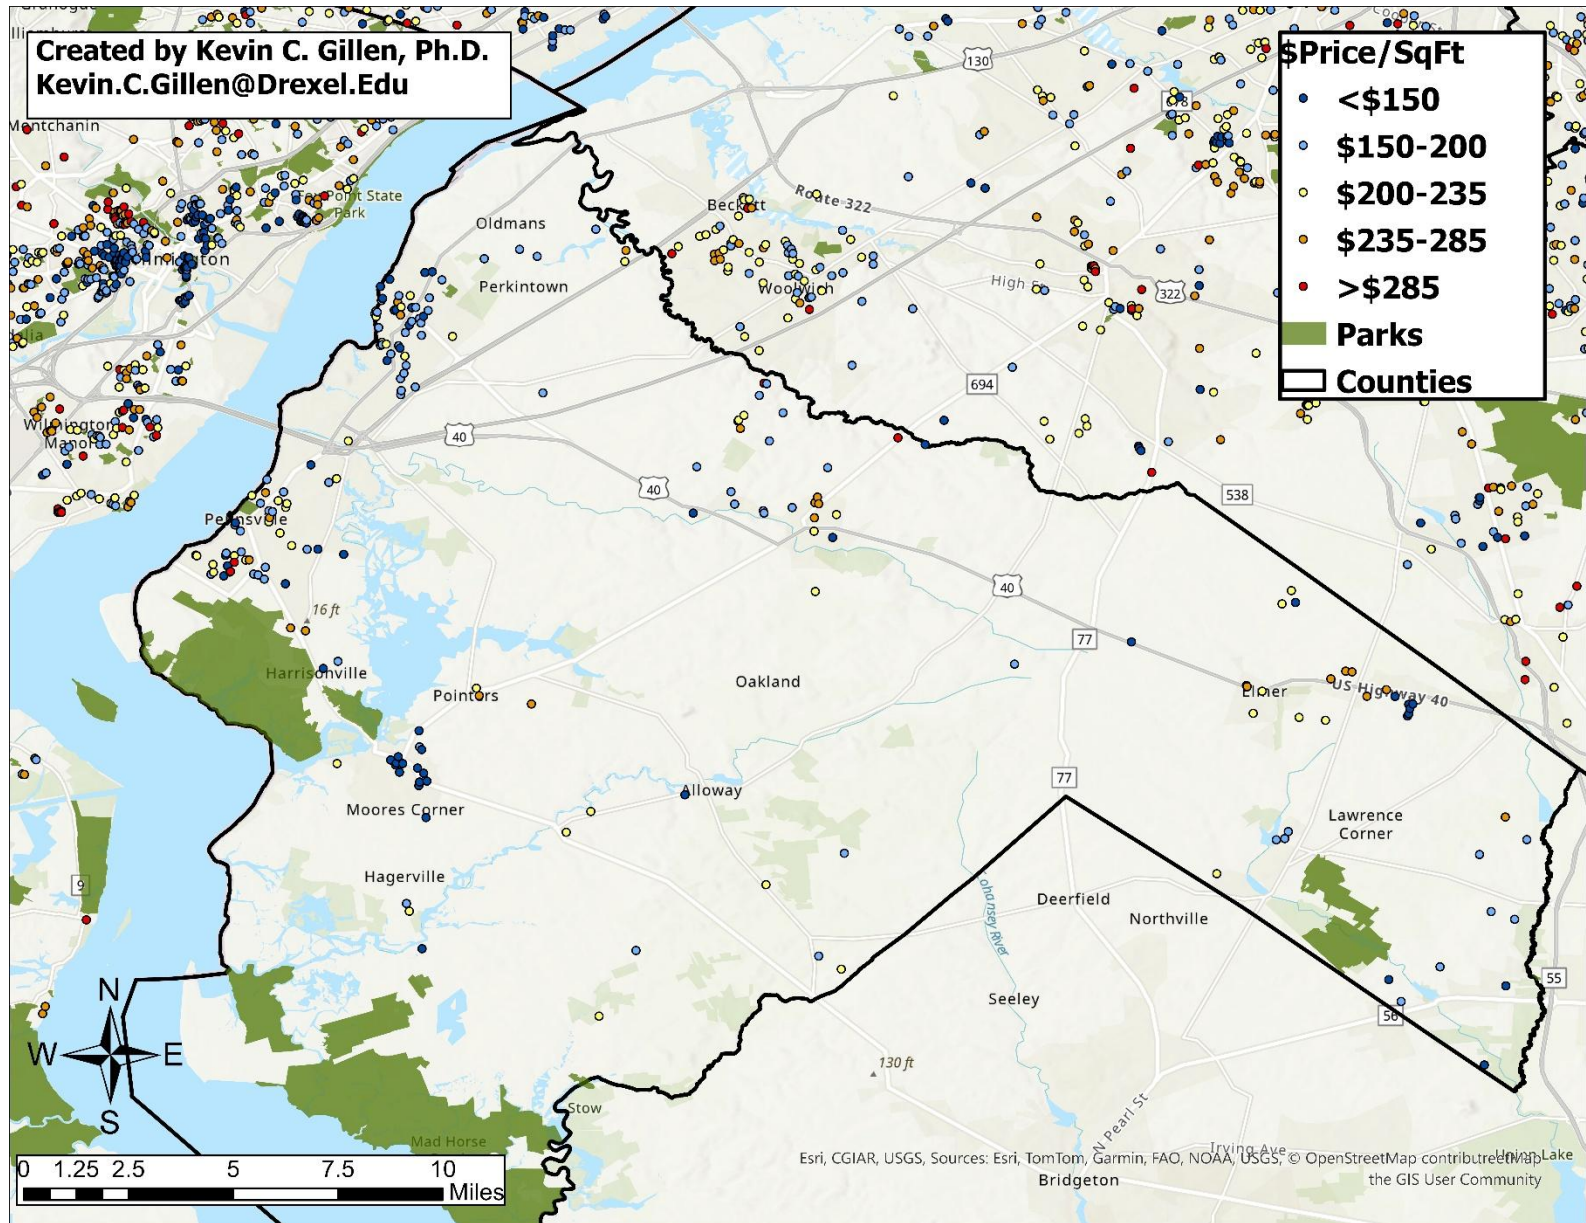 Created by Kevin C. Gillen, Ph.D.
Kevin.C.Gillen@Drexel.Edu
$Price/SqFt
<$150
$150-200
$200-235
$235-285
>$285
Parks
Counties
130
Montchanin
Park
Oldmans
Perkintown
Beckett
Route 322
Woolwich
High St
322
694
40
40
538
Pennsville
16 ft
Harrisonville
Pointers
Oakland
40
77
Elmer
US Highway 40
77
Alloway
Moores Corner
Hagerville
Lawrence
Corner
Deerfield
Northville
Seeley
55
56
9
N
W
E
S
130 ft
Stow
Mad Horse
N Pearl St
Irving Ave
Bridgeton
0 1.25 2.5 5 7.5 10
Miles
Esri, CGIAR, USGS, Sources: Esri, TomTom, Garmin, FAO, NOAA, USGS, © OpenStreetMap
the GIS User Community